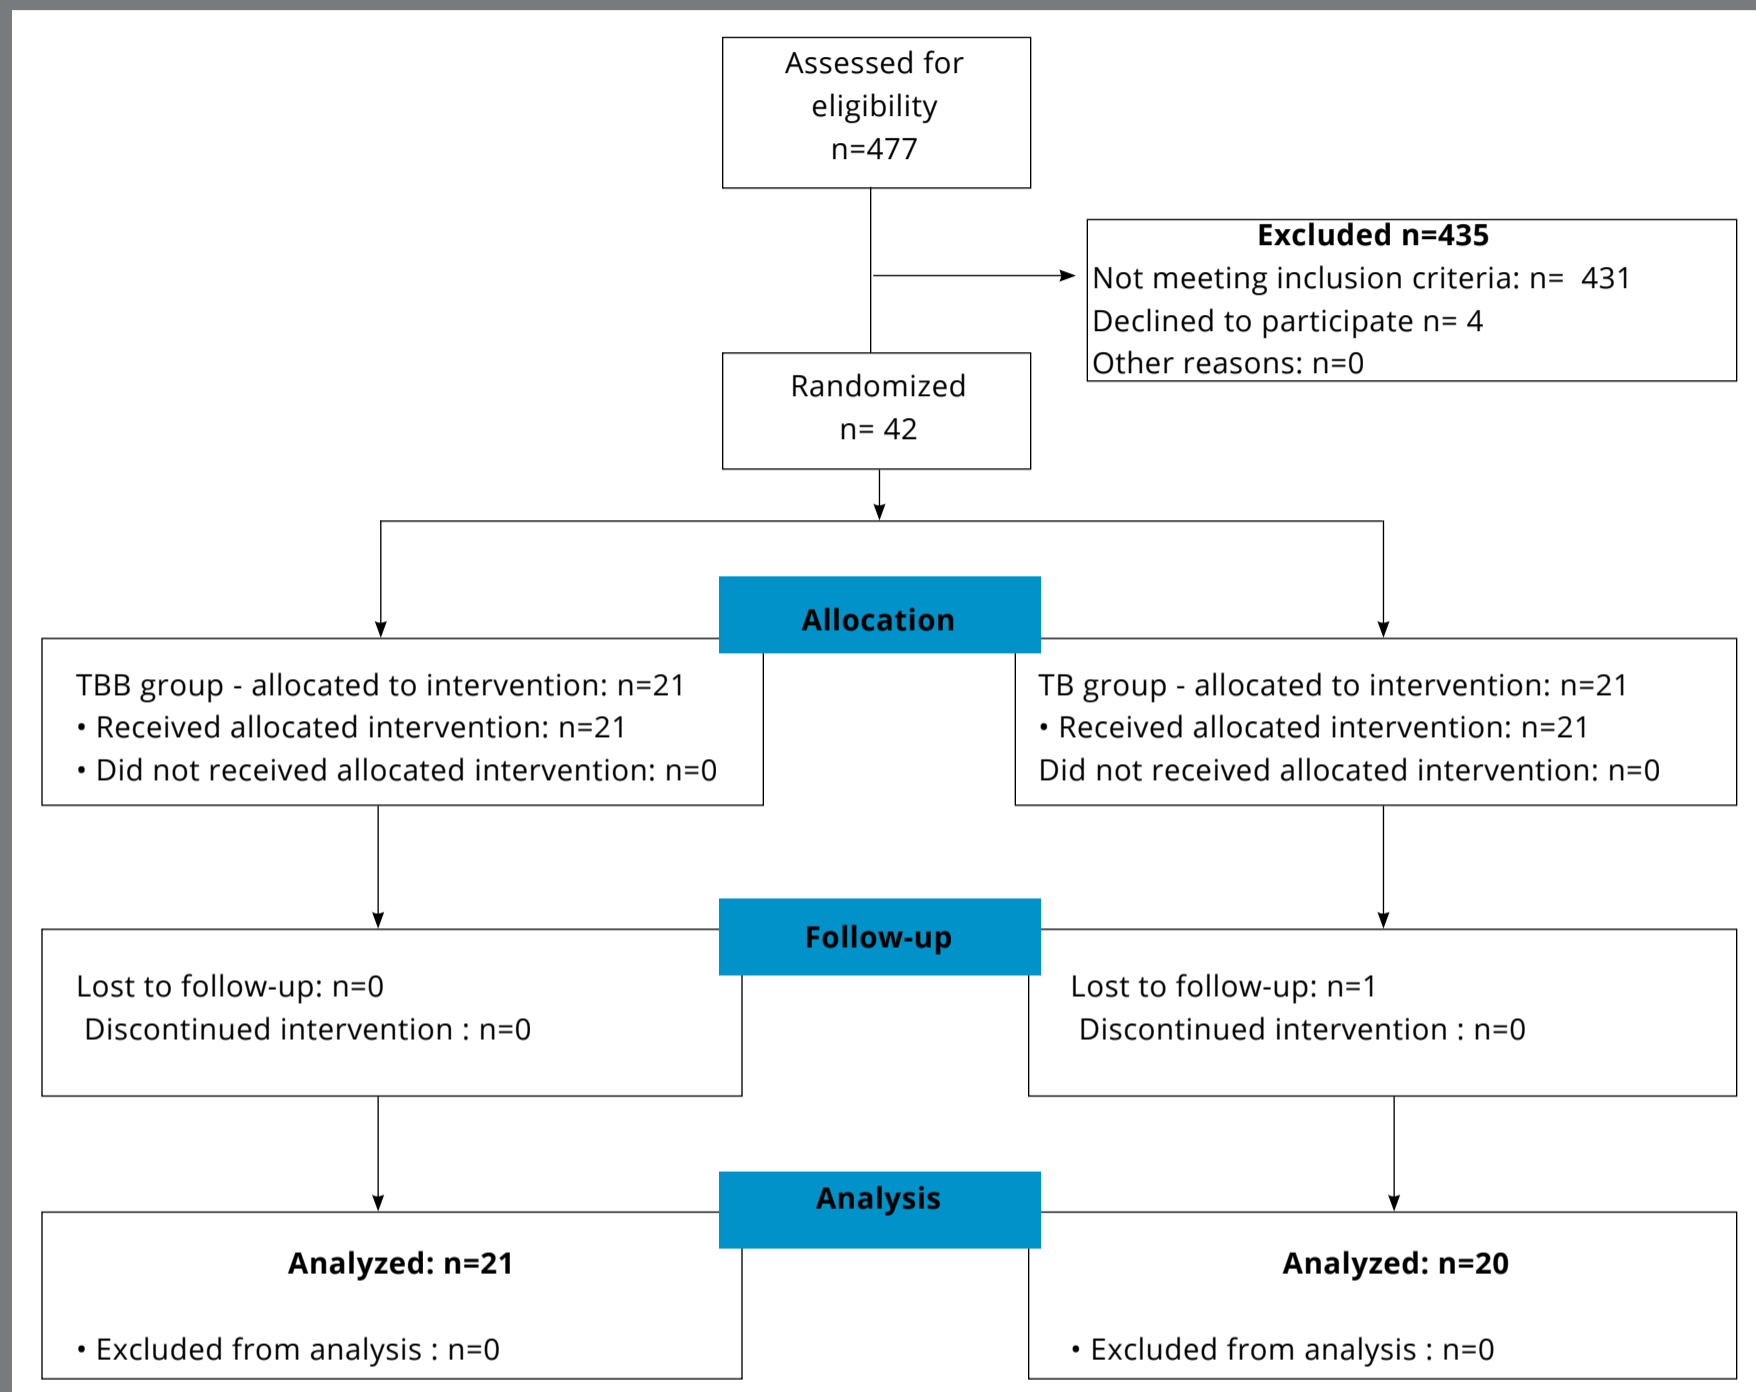 Assessed for
eligibility
n=477
Excluded n=435
Not meeting inclusion criteria: n=  431
Declined to participate n= 4
Other reasons: n=0
Randomized
n= 42
Allocation
TBB group - allocated to intervention: n=21
• Received allocated intervention: n=21
• Did not received allocated intervention: n=0
TB group - allocated to intervention: n=21
• Received allocated intervention: n=21
Did not received allocated intervention: n=0
Follow-up
Lost to follow-up: n=0
Discontinued intervention : n=0
Lost to follow-up: n=1
Discontinued intervention : n=0
Analysis
Analyzed: n=21
• Excluded from analysis : n=0
Analyzed: n=20
• Excluded from analysis : n=0